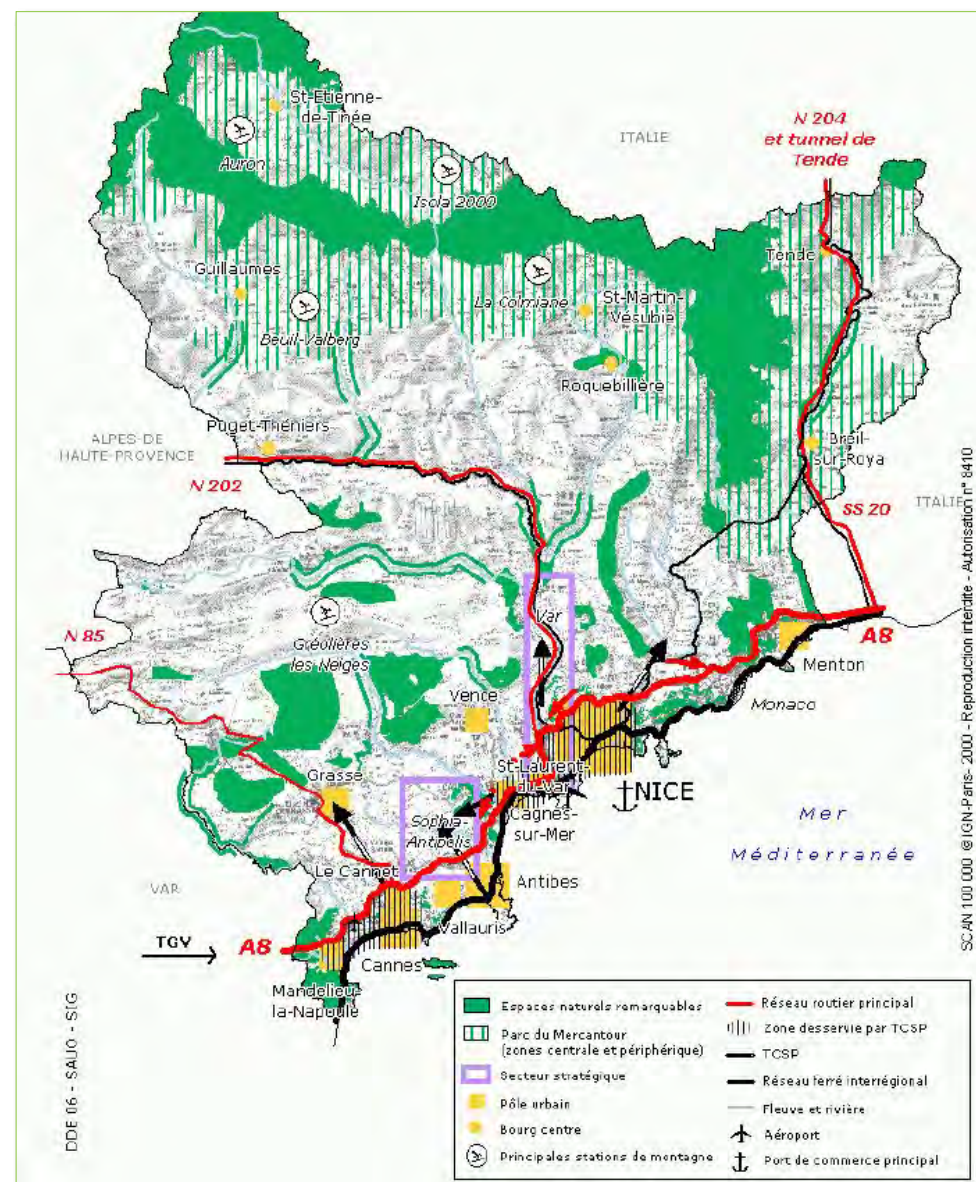 St-Etienne-
de-Tinée
ITALIE
N 204
et tunnel de
Tende
Auron
Isola 2000
Tende
Guillaumes
La Colmiane
St-Martin-
Vésubie
Beuil-Valberg
Roquebillière
Puget-Théniers
ALPES-DE
HAUTE-PROVENCE
Breil-
sur-Roya
N 202
SS 20
ITALIE
Var
N 85
Gréolières
les Neiges
A8
Menton
Vence
Monaco
St-Laurent-
du-Var
Grasse
NICE
Cagnes-
sur-Mer
Sophia-
Antipolis
Mer
Méditerranée
Le Cannet
VAR
Antibes
Vallauris
TGV
A8
Cannes
Mandelieu-
la-Napoule
Espaces naturels remarquables
Parc du Mercantour
(zones centrale et périphérique)
Secteur stratégique
Pôle urbain
Bourg centre
Principales stations de montagne
Réseau routier principal
Zone desservie par TCSP
TCSP
Réseau ferré interrégional
Fleuve et rivière
Aéroport
Port de commerce principal
DDE 06 - SAUO - SIG
SCAN 100 000 @IGN-Paris- 2000 - Reproduction interdite - Autorisation n° 8410